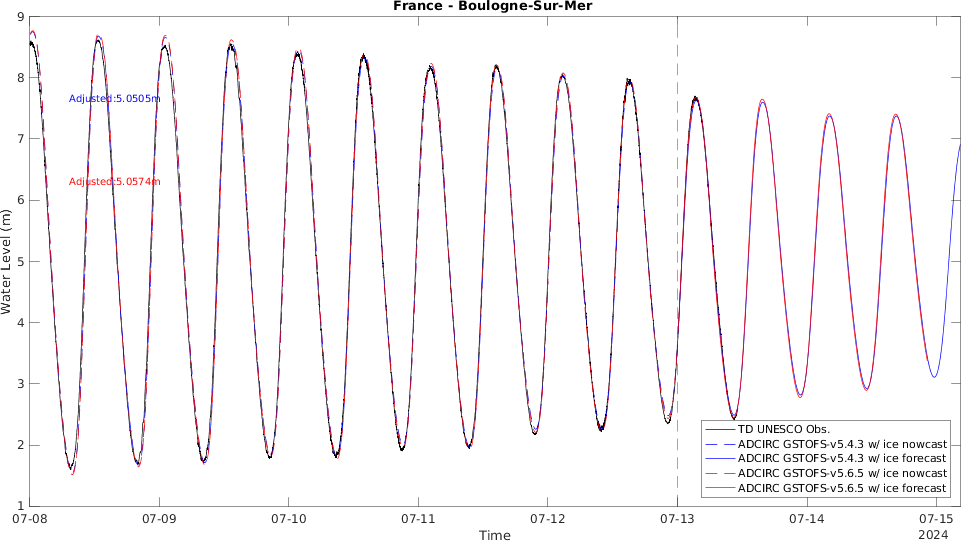 France - Boulogne-Sur-Mer
9
8
7
6
5
4
3
2
1
Water Level (m)
Adjusted:5.0505m
Adjusted:5.0574m
TD UNESCO Obs.
ADCIRC GSTOFS-v5.4.3 w/ ice nowcast
ADCIRC GSTOFS-v5.4.3 w/ ice forecast
ADCIRC GSTOFS-v5.6.5 w/ ice nowcast
ADCIRC GSTOFS-v5.6.5 w/ ice forecast
07-08 07-09 07-10 07-11 07-12 07-13 07-14 07-15
2024
Time